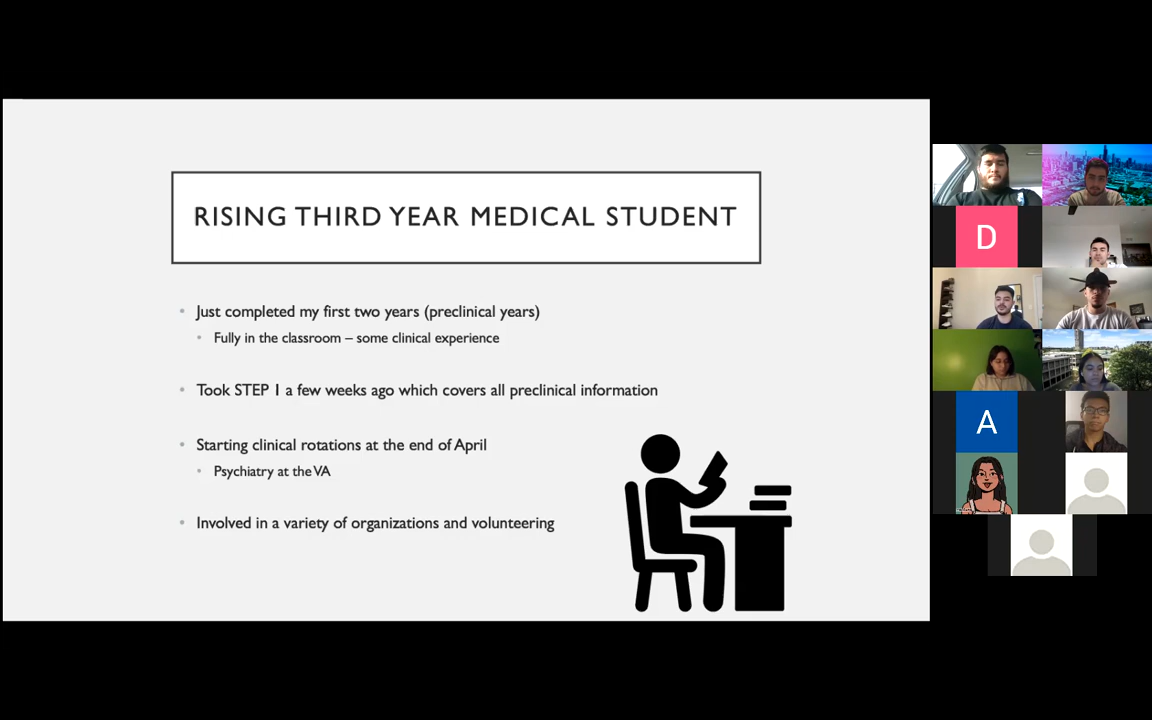 RISING THIRD YEAR MEDICAL STUDENT
Just completed my first two years (preclinical years)
Fully in the classroom – some clinical experience
Took STEP 1 a few weeks ago which covers all preclinical information
Starting clinical rotations at the end of April
Psychiatry at the VA
Involved in a variety of organizations and volunteering
D
A